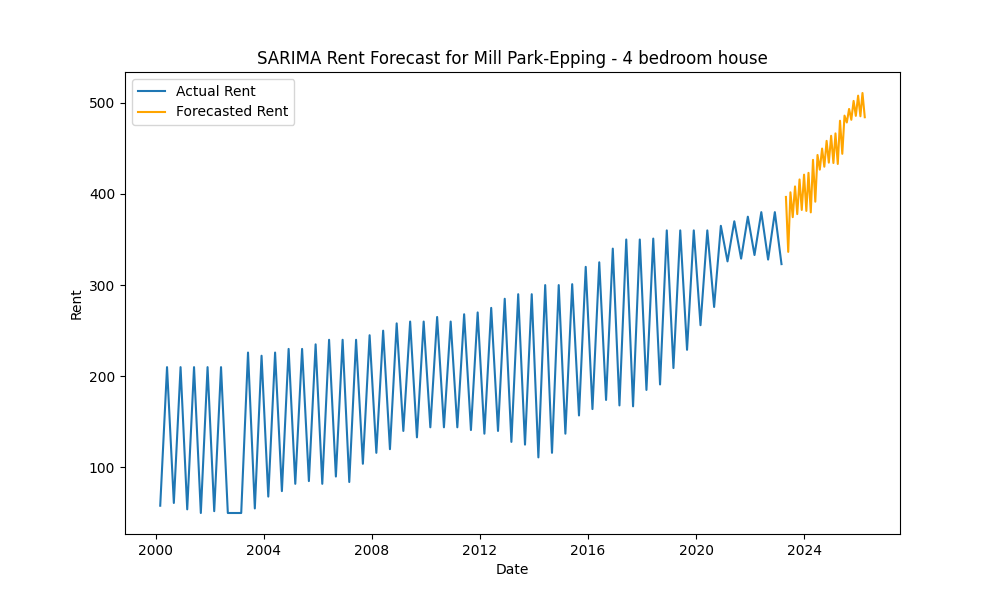 SARIMA Rent Forecast for Mill Park-Epping - 4 bedroom house
Actual Rent
Forecasted Rent
500
400
300
200
100
Rent
2000 2004 2008 2012 2016 2020 2024
Date